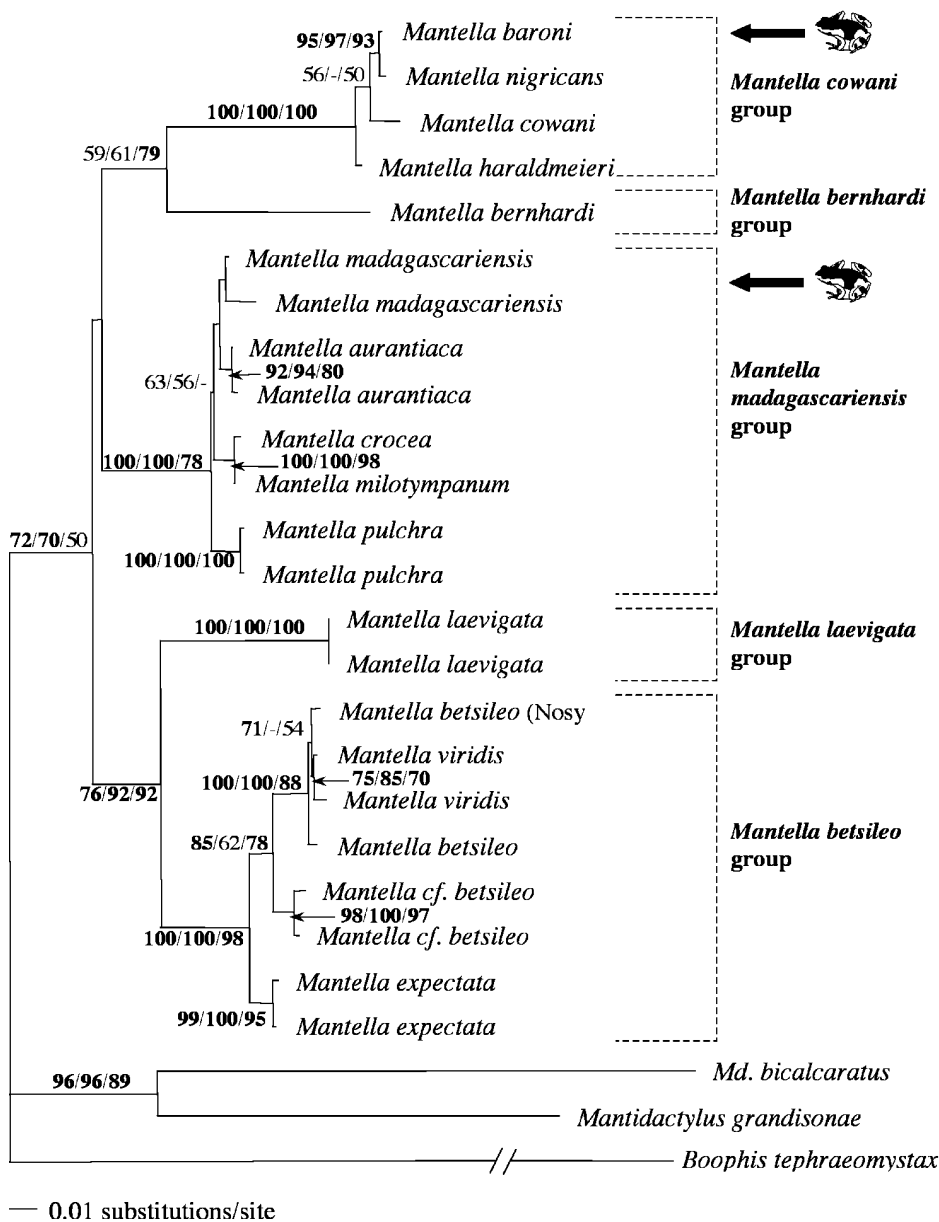 Mantella baroni
95/97/93
Mantella nigricans
56/-/50
Mantella cowani group
100/100/100
Mantella cowani
59/61/79
Mantella haraldmeieri
Mantella bernhardi
Mantella bernhardi group
Mantella madagascariensis
Mantella madagascariensis
Mantella aurantiaca
92/94/80
63/56/-
Mantella aurantiaca
Mantella madagascariensis group
Mantella crocea
100/100/78
100/100/98
Mantella milotympanum
Mantella pulchra
72/70/50
100/100/100
Mantella pulchra
Mantella laevigata
100/100/100
Mantella laevigata group
Mantella laevigata
Mantella betsileo (Nosy
71/-/54
Mantella viridis
100/100/88
75/85/70
76/92/92
Mantella viridis
85/62/78
Mantella betsileo
Mantella betsileo group
Mantella cf. betsileo
98/100/97
100/100/98
Mantella cf. betsileo
Mantella expectata
99/100/95
Mantella expectata
Md. bicalcaratus
96/96/89
Mantidactylus grandisonae
Boophis tephraeomystax
0.01 substitutions/site